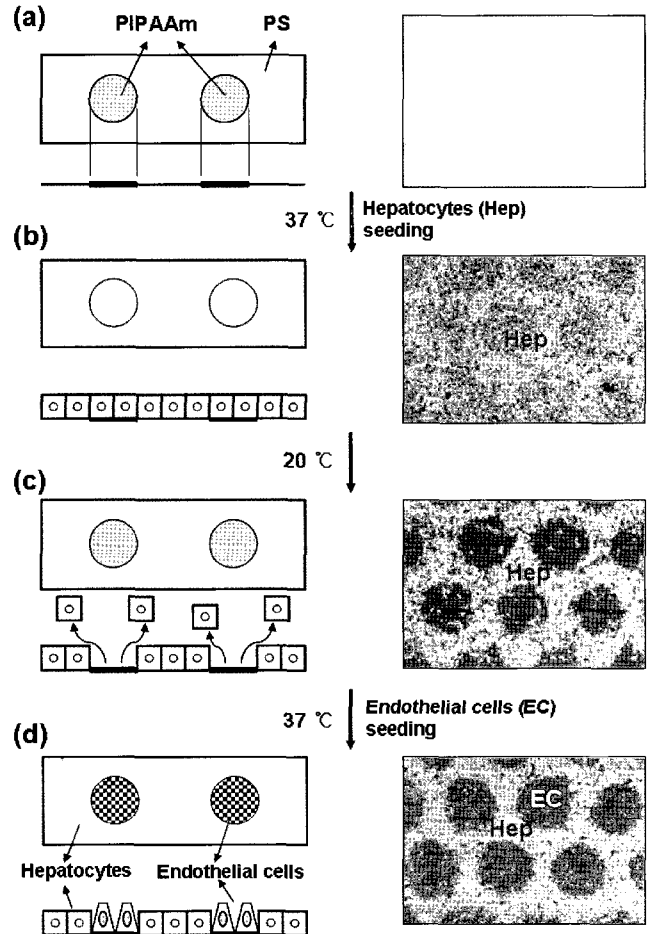 (a)
PIPAAm
PS
37 ℃
Hepatocytes (Hep)
seeding
(b)
Hep
20 ℃
(c)
Hep
37 ℃
Endothelial cells (EC)
seeding
(d)
EC
Hep
Hepatocytes
Endothelial cells